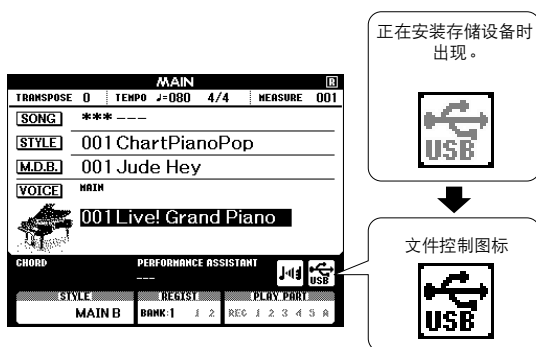 正在安装存储设备时
出现。
USB
文件控制图标
USB
MAIN R
TRANSPOSE 0 TEMPO ♩=080 4/4 MEASURE 001
SONG *** ---
STYLE 001 ChartPianoPop
M.D.B. 001 Jude Hey
VOICE MAIN
001 Live! Grand Piano
CHORD PERFORMANCE ASSISTANT
---
USB
STYLE REGIST PLAY PART
MAIN B BANK:1 1 2 REC 1 2 3 4 5 A